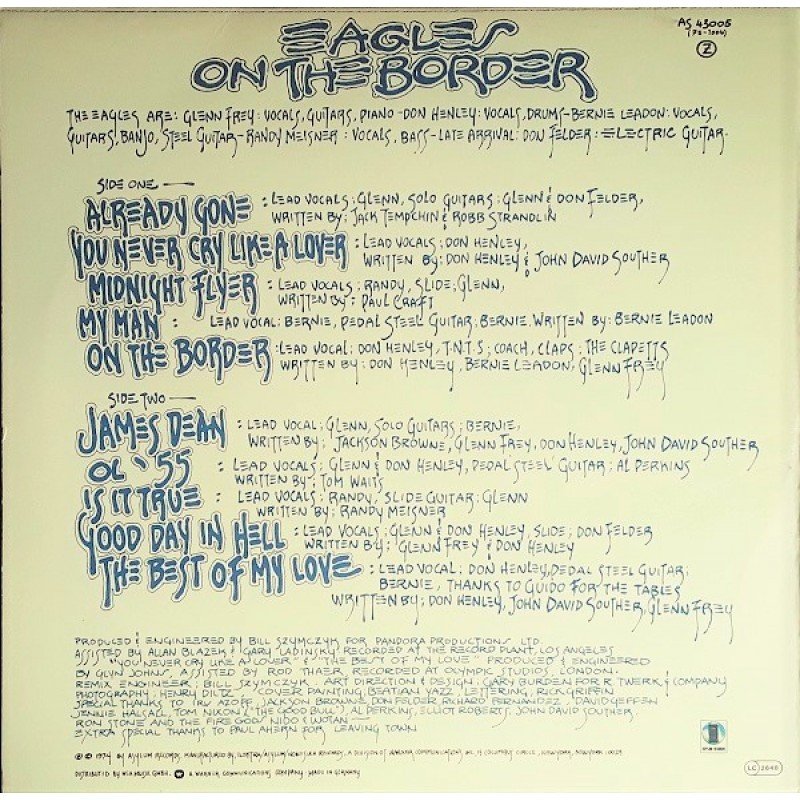 EAGLES
ON THE BORDER
AS 43005
Z
THE EAGLES ARE: GLENN FREY: VOCALS, GUITARS, PIANO-DON HENLEY: VOCALS, DRUMS-BERNIE LEADON: VOCALS,
GUITARS, BANJO, STEEL GUITAR-RANDY MEISNER: VOCALS, BASS-LATE ARRIVAL: DON FELDER: ELECTRIC GUITAR.
SIDE ONE —
ALREADY GONE : LEAD VOCALS; GLENN, SOLO GUITARS; GLENN & DON FELDER,
WRITTEN BY; JACK TEMPCHIN & ROBB STRANDLIN
YOU NEVER CRY LIKE A LOVER : LEAD VOCALS; DON HENLEY,
WRITTEN BY: DON HENLEY & JOHN DAVID SOUTHER
MIDNIGHT FLYER : LEAD VOCALS; RANDY, SLIDE; GLENN,
WRITTEN BY: PAUL CRAFT
MY MAN : LEAD VOCAL: BERNIE, PEDAL STEEL GUITAR: BERNIE. WRITTEN BY: BERNIE LEADON
ON THE BORDER : LEAD VOCAL; DON HENLEY, T.N.T.S; COACH, CLAPS: THE CLAPETTS
WRITTEN BY; DON HENLEY, BERNIE LEADON, GLENN FREY
SIDE TWO —
JAMES DEAN : LEAD VOCAL; GLENN, SOLO GUITARS; BERNIE,
WRITTEN BY; JACKSON BROWNE, GLENN FREY, DON HENLEY, JOHN DAVID SOUTHER
OL' 55 : LEAD VOCALS; GLENN & DON HENLEY, PEDAL STEEL GUITAR: AL PERKINS
WRITTEN BY; TOM WAITS
IS IT TRUE : LEAD VOCALS: RANDY, SLIDE GUITAR: GLENN
WRITTEN BY: RANDY MEISNER
GOOD DAY IN HELL : LEAD VOCALS; GLENN & DON HENLEY, SLIDE; DON FELDER
WRITTEN BY; GLENN FREY & DON HENLEY
THE BEST OF MY LOVE : LEAD VOCAL: DON HENLEY, PEDAL STEEL GUITAR;
BERNIE, THANKS TO GUIDO FOR THE TABLES
WRITTEN BY; DON HENLEY, JOHN DAVID SOUTHER, GLENN FREY
PRODUCED & ENGINEERED BY BILL SZYMCZYK FOR PANDORA PRODUCTIONS LTD.
ASSISTED BY ALLAN BLAZEK & GARY LADINSKY RECORDED AT THE RECORD PLANT, LOS ANGELES
"YOU NEVER CRY LIKE A LOVER" & "THE BEST OF MY LOVE" PRODUCED & ENGINEERED
BY GLYN JOHNS, ASSISTED BY ROD THAER, RECORDED AT OLYMPIC STUDIOS, LONDON
REMIX ENGINEER: BILL SZYMCZYK. ART DIRECTION & DESIGN: GARY BURDEN FOR R. TWERK & COMPANY
PHOTOGRAPHY: HENRY DILTZ. COVER PAINTING, BEATIAN YAZZ LETTERING, RICK GRIFFIN
SPECIAL THANKS TO IRV AZOFF, JACKSON BROWNE, DON FELDER, RICHARD FERNANDEZ, DAVID GEFFEN
JENNIE HALSALL, TOM NIXON ("THE GOOD BULL") AL PERKINS, ELLIOT ROBERTS, JOHN DAVID SOUTHER,
RON STONE AND THE FIRE GODS NIDO & WOTAN —
EXTRA SPECIAL THANKS TO PAUL AHERN FOR LEAVING TOWN
℗ © 1974 BY ASYLUM RECORDS. MANUFACTURED BY
DISTRIBUTED BY WEA MUSIK GMBH. A WARNER COMMUNICATIONS COMPANY. MADE IN GERMANY
LC